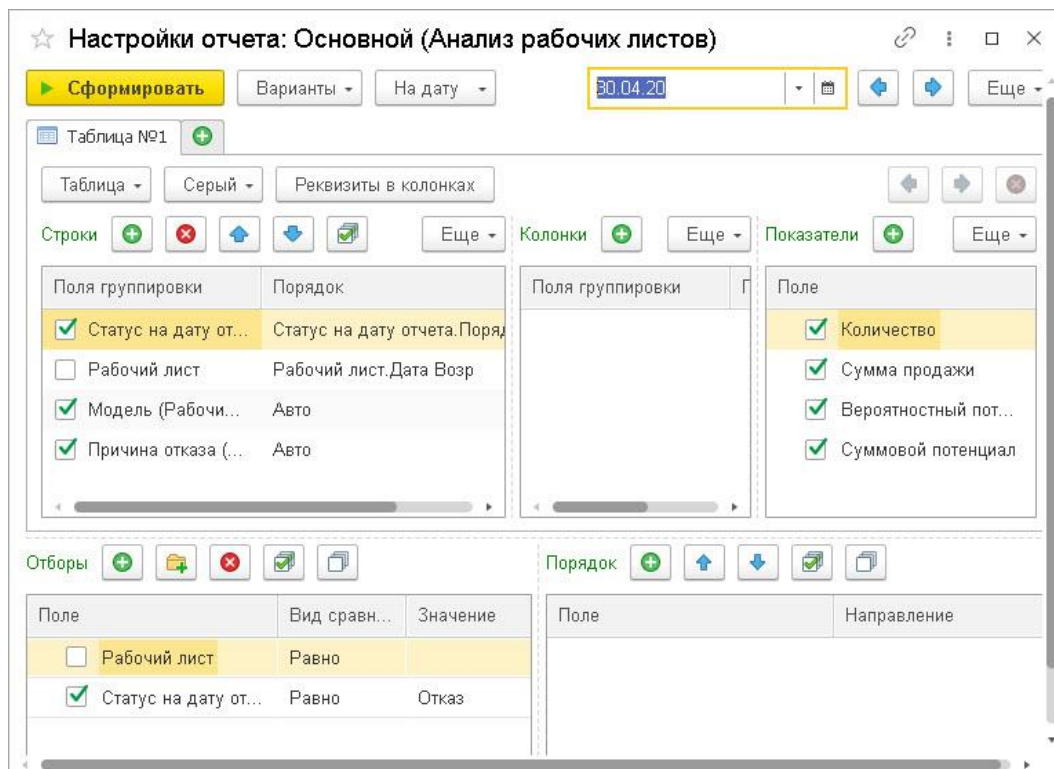 Настройки отчета: Основной (Анализ рабочих листов)
Сформировать Варианты На дату 30.04.20 Еще
Таблица №1
Таблица Серый Реквизиты в колонках
Строки Еще Колонки Еще Показатели Еще
Поля группировки Порядок Поля группировки Поле
Статус на дату от... Статус на дату отчета.Поряд Количество
Рабочий лист Рабочий лист.Дата Возр Сумма продажи
Модель (Рабочи... Авто Вероятностный пот...
Причина отказа (... Авто Суммовой потенциал
Отборы Порядок
Поле Вид сравн... Значение Поле Направление
Рабочий лист Равно
Статус на дату от... Равно Отказ